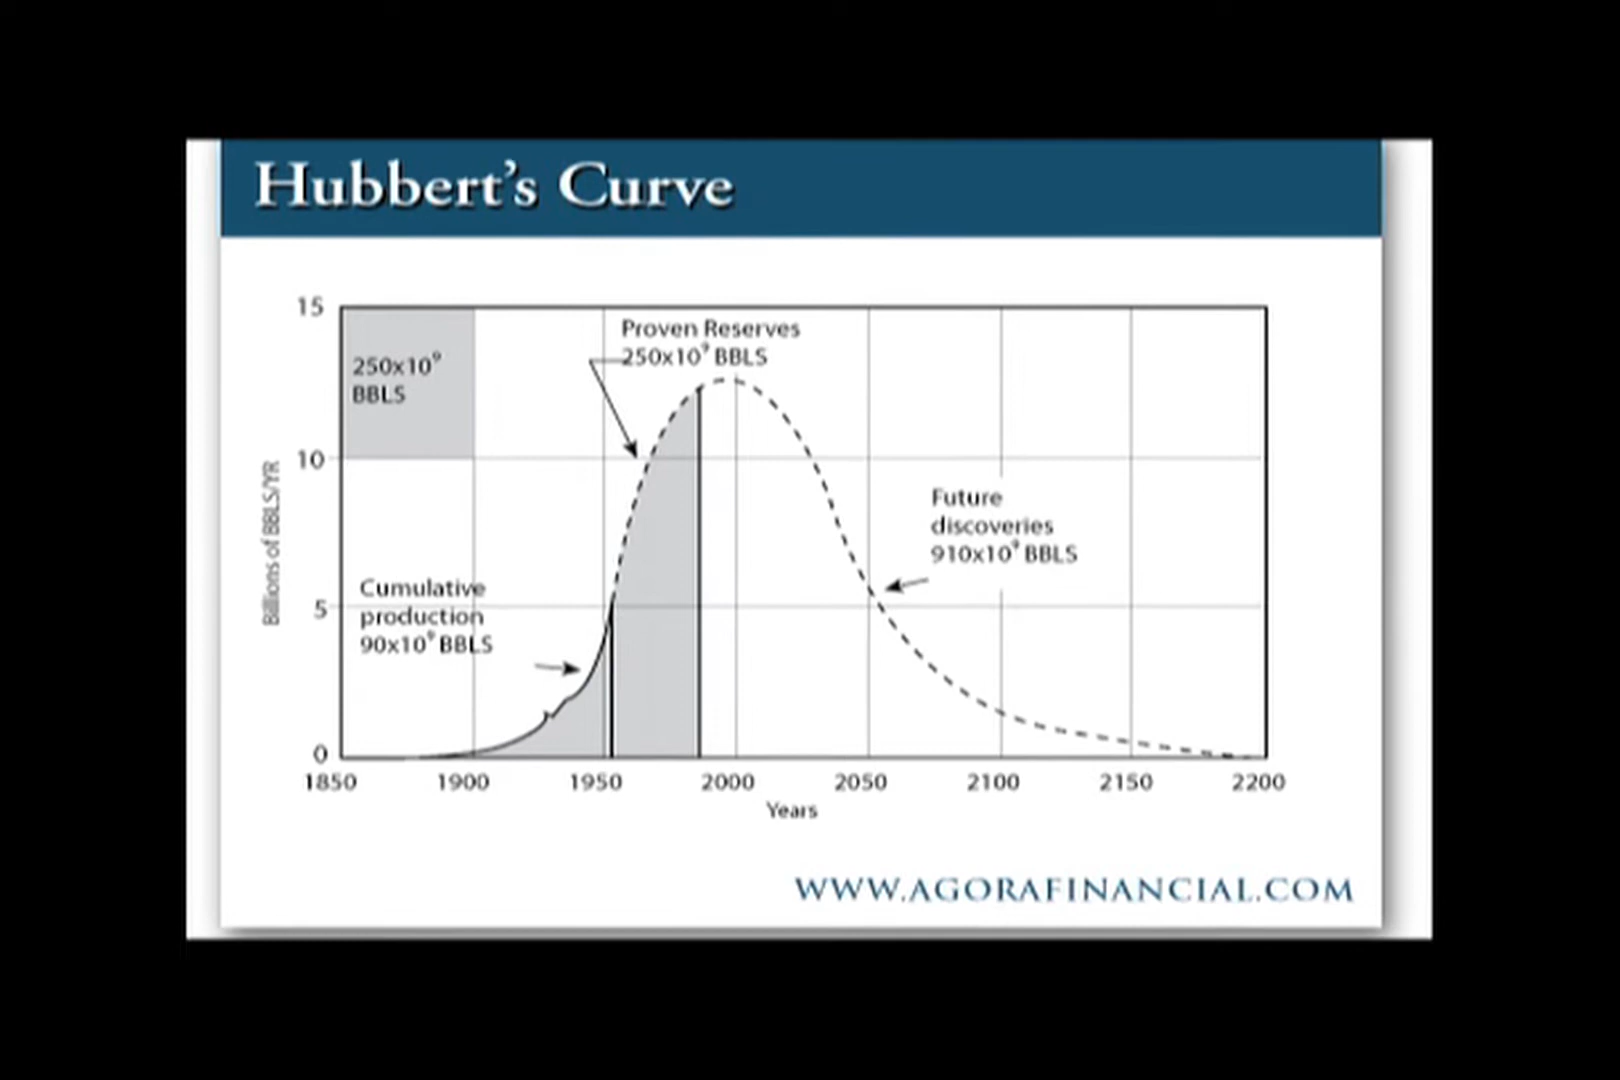 Hubbert's Curve
15
10
5
0
Billions of BBLS/YR
250x10⁹
BBLS
Proven Reserves
250x10⁹ BBLS
Cumulative
production
90x10⁹ BBLS
Future
discoveries
910x10⁹ BBLS
1850 1900 1950 2000 2050 2100 2150 2200
Years
WWW.AGORAFINANCIAL.COM